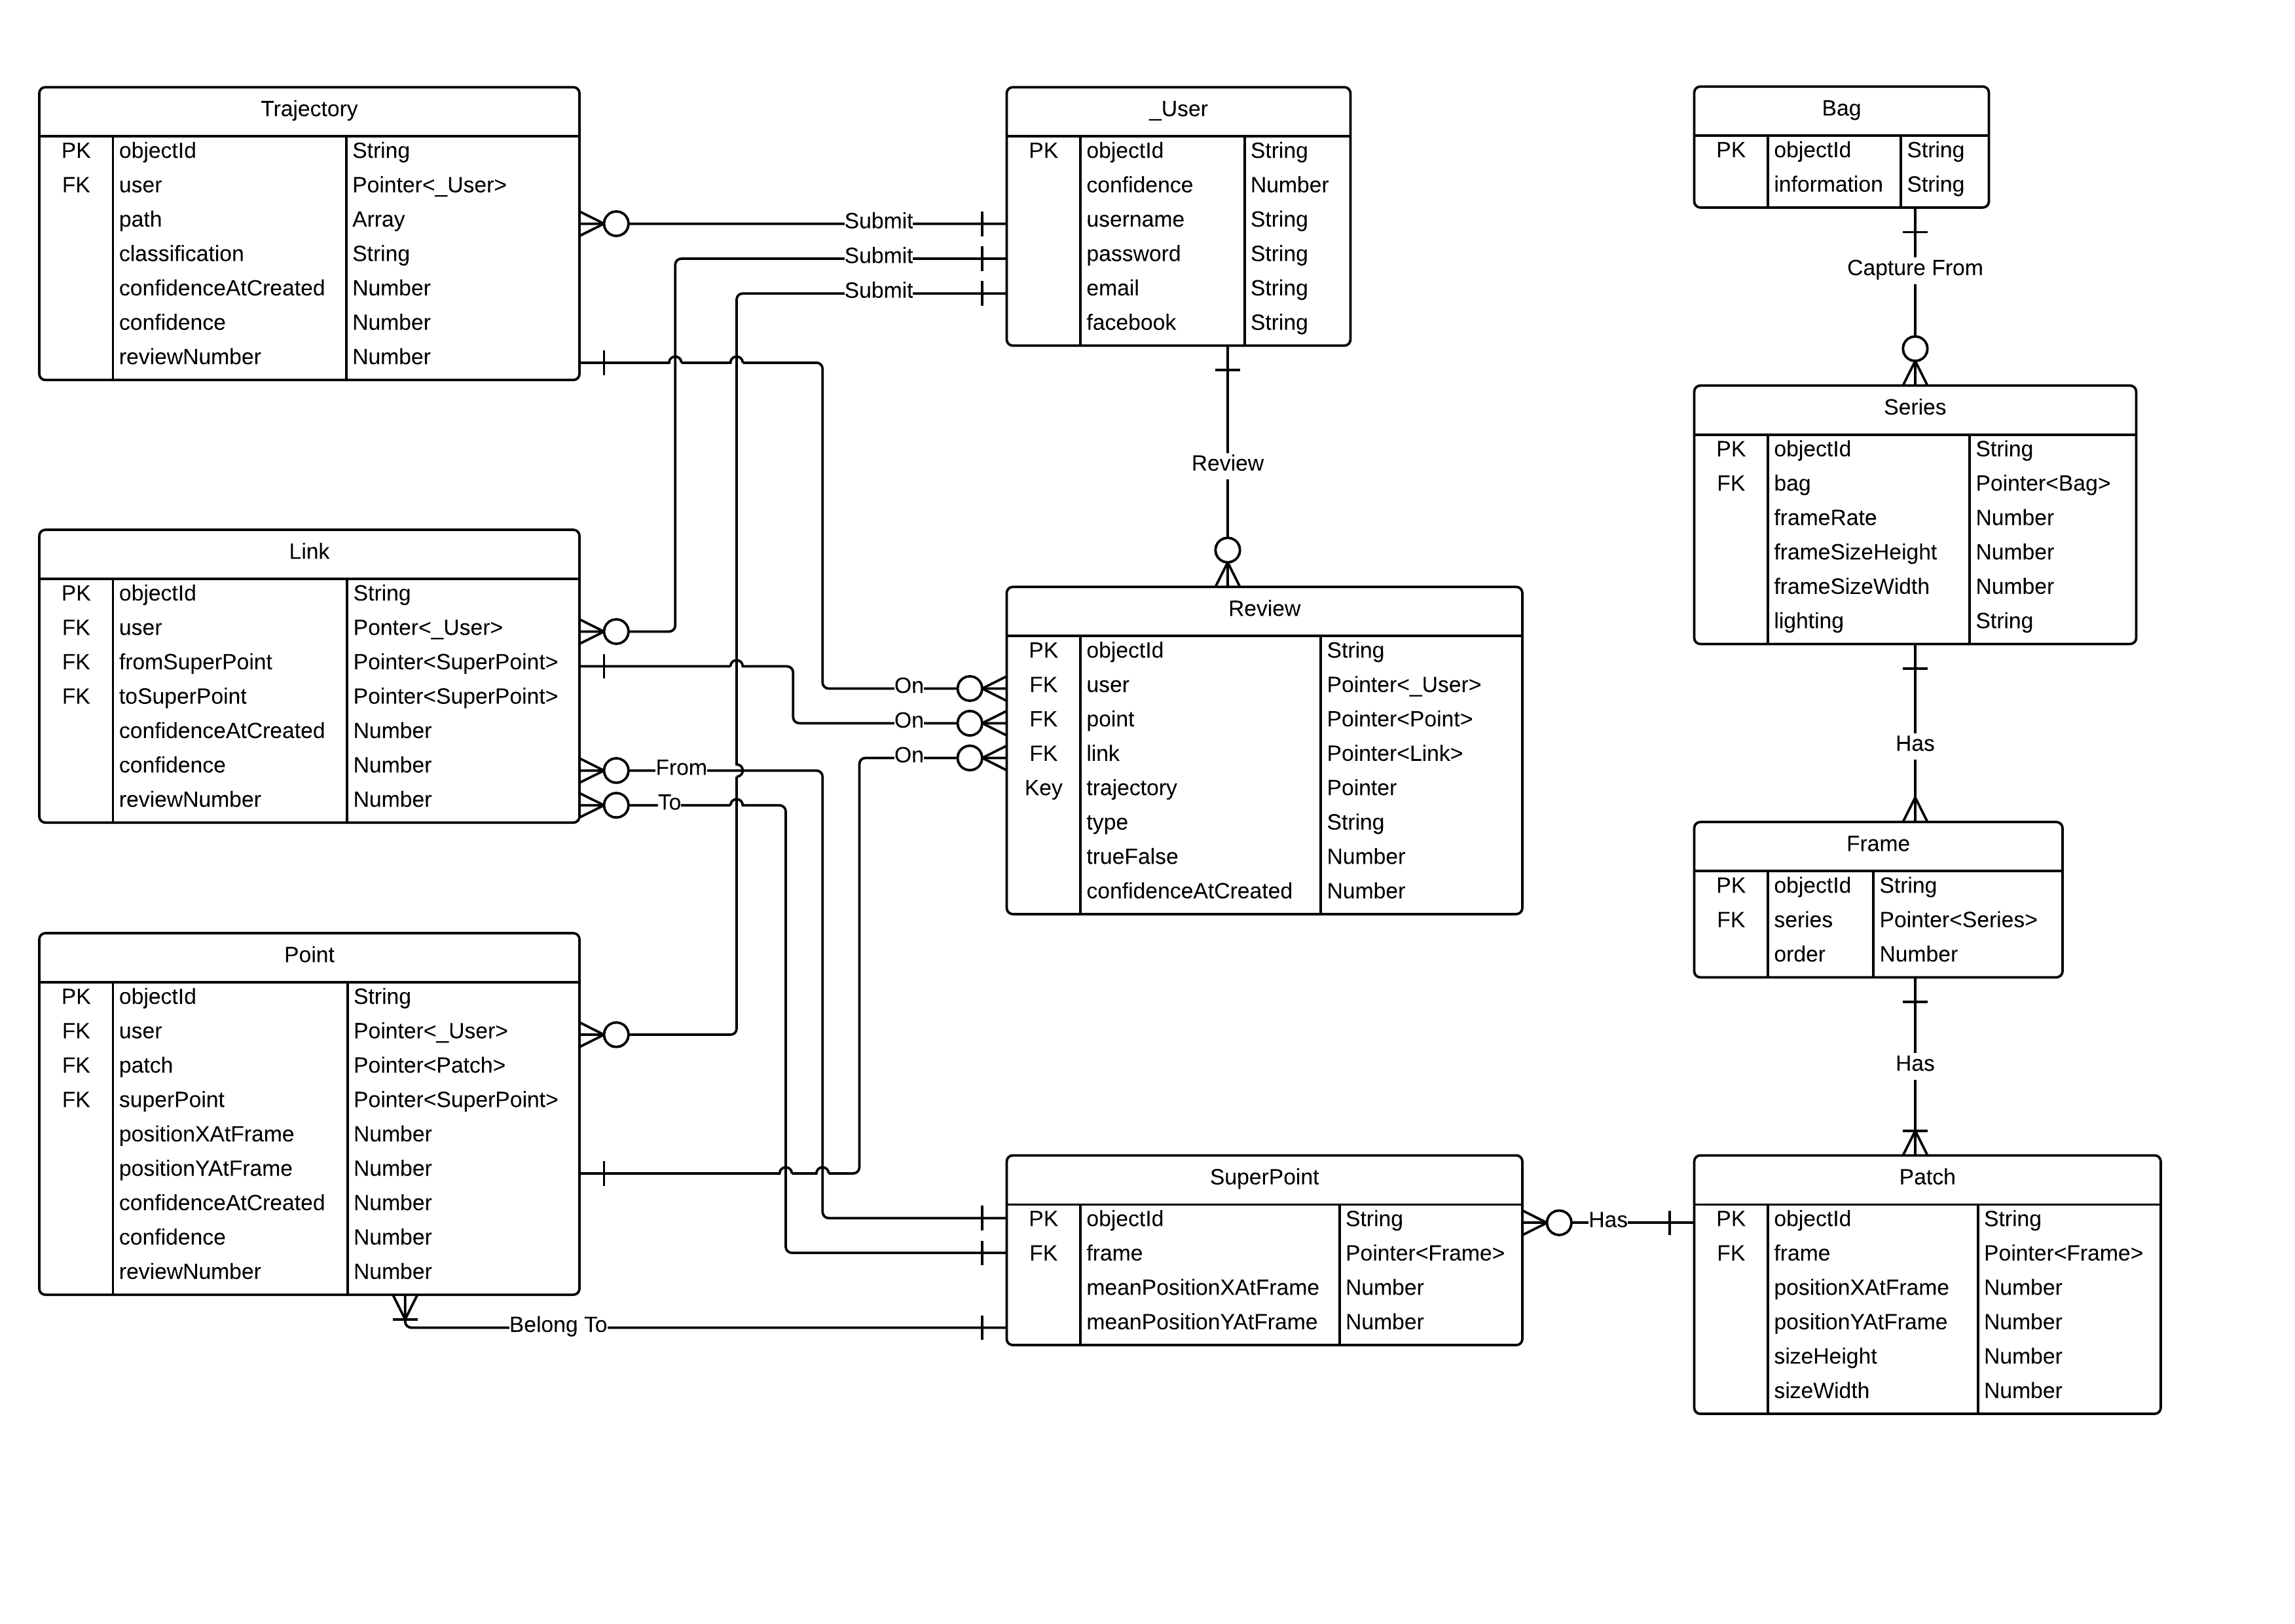 Trajectory
PK objectId String
FK user Pointer<_User>
path Array
classification String
confidenceAtCreated Number
confidence Number
reviewNumber Number
_User
PK objectId String
confidence Number
username String
password String
email String
facebook String
Bag
PK objectId String
information String
Submit
Submit
Submit
Capture From
Review
Series
PK objectId String
FK bag Pointer<Bag>
frameRate Number
frameSizeHeight Number
frameSizeWidth Number
lighting String
Link
PK objectId String
FK user Ponter<_User>
FK fromSuperPoint Pointer<SuperPoint>
FK toSuperPoint Pointer<SuperPoint>
confidenceAtCreated Number
confidence Number
reviewNumber Number
From
To
On
On
On
Review
PK objectId String
FK user Pointer<_User>
FK point Pointer<Point>
FK link Pointer<Link>
Key trajectory Pointer
type String
trueFalse Number
confidenceAtCreated Number
Has
Frame
PK objectId String
FK series Pointer<Series>
order Number
Has
Point
PK objectId String
FK user Pointer<_User>
FK patch Pointer<Patch>
FK superPoint Pointer<SuperPoint>
positionXAtFrame Number
positionYAtFrame Number
confidenceAtCreated Number
confidence Number
reviewNumber Number
Belong To
SuperPoint
PK objectId String
FK frame Pointer<Frame>
meanPositionXAtFrame Number
meanPositionYAtFrame Number
Has
Patch
PK objectId String
FK frame Pointer<Frame>
positionXAtFrame Number
positionYAtFrame Number
sizeHeight Number
sizeWidth Number